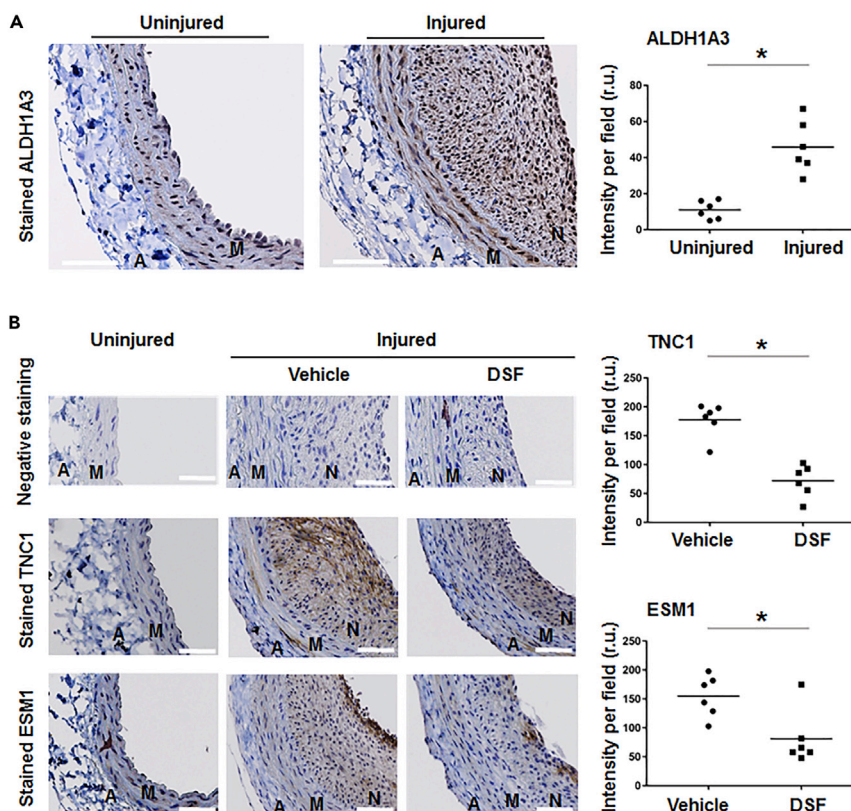 A
Uninjured
Injured
Stained ALDH1A3
A
M
A
M
N
ALDH1A3
*
Intensity per field (r.u.)
80
60
40
20
0
Uninjured
Injured
B
Uninjured
Injured
Vehicle
DSF
Negative staining
A
M
A
M
N
A
M
N
Stained TNC1
A
M
A
M
N
A
M
N
Stained ESM1
A
M
A
M
N
A
M
N
TNC1
*
Intensity per field (r.u.)
250
200
150
100
50
0
Vehicle
DSF
ESM1
*
Intensity per field (r.u.)
250
200
150
100
50
0
Vehicle
DSF